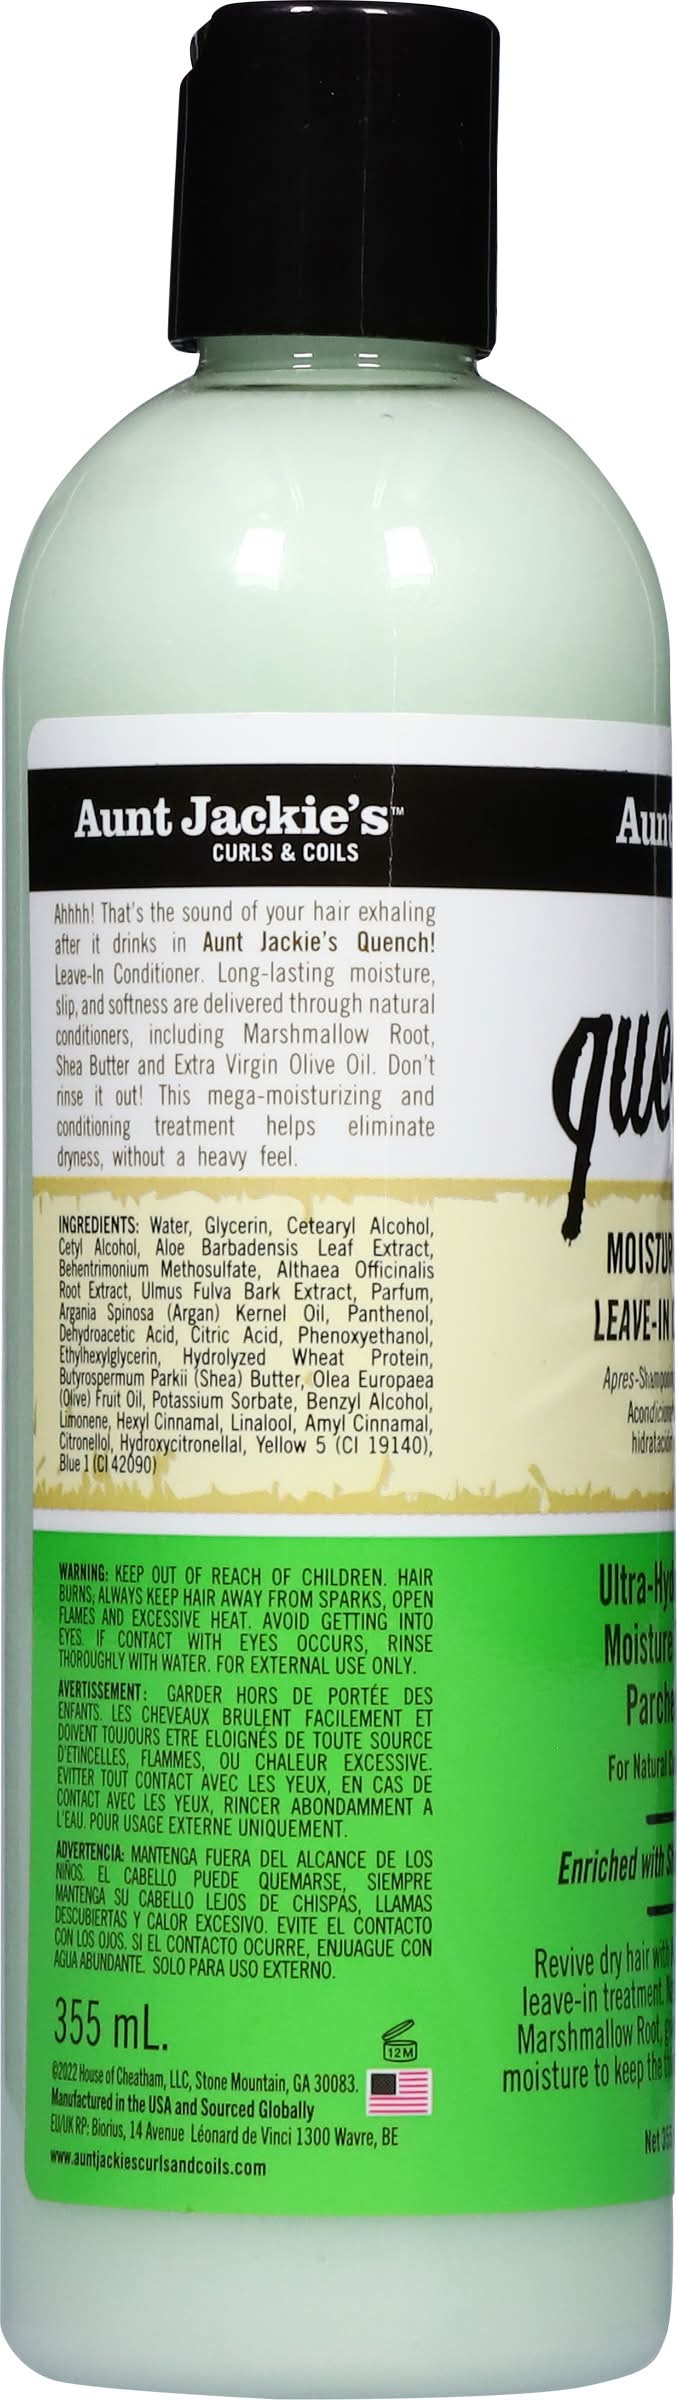 Aunt Jackie's™
CURLS & COILS
Ahhhh! That's the sound of your hair exhaling
after it drinks in Aunt Jackie's Quench!
Leave-In Conditioner. Long-lasting moisture,
slip, and softness are delivered through natural
conditioners, including Marshmallow Root,
Shea Butter and Extra Virgin Olive Oil. Don't
rinse it out! This mega-moisturizing and
conditioning treatment helps eliminate
dryness, without a heavy feel.
INGREDIENTS: Water, Glycerin, Cetearyl Alcohol,
Cetyl Alcohol, Aloe Barbadensis Leaf Extract,
Behentrimonium Methosulfate, Althaea Officinalis
Root Extract, Ulmus Fulva Bark Extract, Parfum,
Argania Spinosa (Argan) Kernel Oil, Panthenol,
Dehydroacetic Acid, Citric Acid, Phenoxyethanol,
Ethylhexylglycerin, Hydrolyzed Wheat Protein,
Butyrospermum Parkii (Shea) Butter, Olea Europaea
(Olive) Fruit Oil, Potassium Sorbate, Benzyl Alcohol,
Limonene, Hexyl Cinnamal, Linalool, Amyl Cinnamal,
Citronellol, Hydroxycitronellal, Yellow 5 (CI 19140),
Blue 1 (CI 42090)
WARNING: KEEP OUT OF REACH OF CHILDREN. HAIR
BURNS; ALWAYS KEEP HAIR AWAY FROM SPARKS, OPEN
FLAMES AND EXCESSIVE HEAT. AVOID GETTING INTO
EYES. IF CONTACT WITH EYES OCCURS, RINSE
THOROUGHLY WITH WATER. FOR EXTERNAL USE ONLY.
AVERTISSEMENT: GARDER HORS DE PORTÉE DES
ENFANTS. LES CHEVEUX BRULENT FACILEMENT ET
DOIVENT TOUJOURS ETRE ELOIGNÉS DE TOUTE SOURCE
D'ETINCELLES, FLAMMES, OU CHALEUR EXCESSIVE.
EVITTER TOUT CONTACT AVEC LES YEUX, EN CAS DE
CONTACT AVEC LES YEUX, RINCER ABONDAMMENT A
L'EAU. POUR USAGE EXTERNE UNIQUEMENT.
ADVERTENCIA: MANTENGA FUERA DEL ALCANCE DE LOS
NIÑOS. EL CABELLO PUEDE QUEMARSE, SIEMPRE
MANTENGA SU CABELLO LEJOS DE CHISPAS, LLAMAS
DESCUBIERTAS Y CALOR EXCESIVO. EVITE EL CONTACTO
CON LOS OJOS. SI EL CONTACTO OCURRE, ENJUAGUE CON
AGUA ABUNDANTE. SOLO PARA USO EXTERNO.
355 mL.
12M
©2022 House of Cheatham, LLC, Stone Mountain, GA 30083.
Manufactured in the USA and Sourced Globally
EU/UK RP: Biorius, 14 Avenue Léonard de Vinci 1300 Wavre, BE
www.auntjackiescurlsandcoils.com
Aunt
que
MOISTUR
LEAVE-IN
Apres-Shampooing
Acondicione
hidratación
Ultra-Hyd
Moisture
Parche
For Natural
Enriched with
Revive dry hair with
leave-in treatment.
Marshmallow Root,
moisture to keep the
Net 355